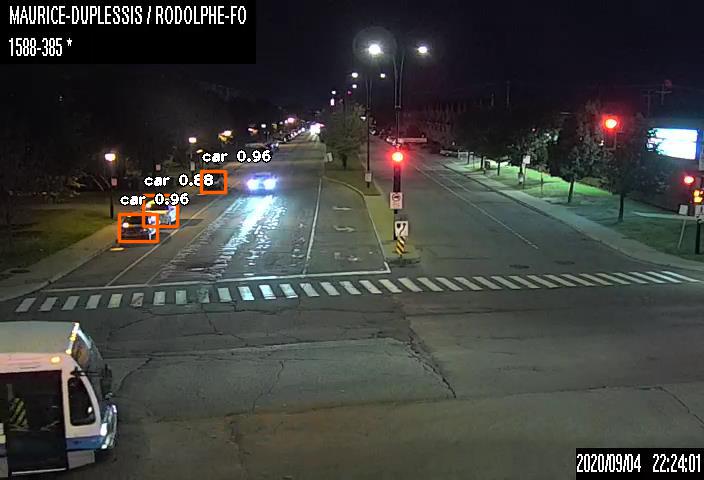 MAURICE-DUPLESSIS / RODOLPHE-FO
1588-385 *
car 0.96
car 0.88
car 0.96
2020/09/04 22:24:01